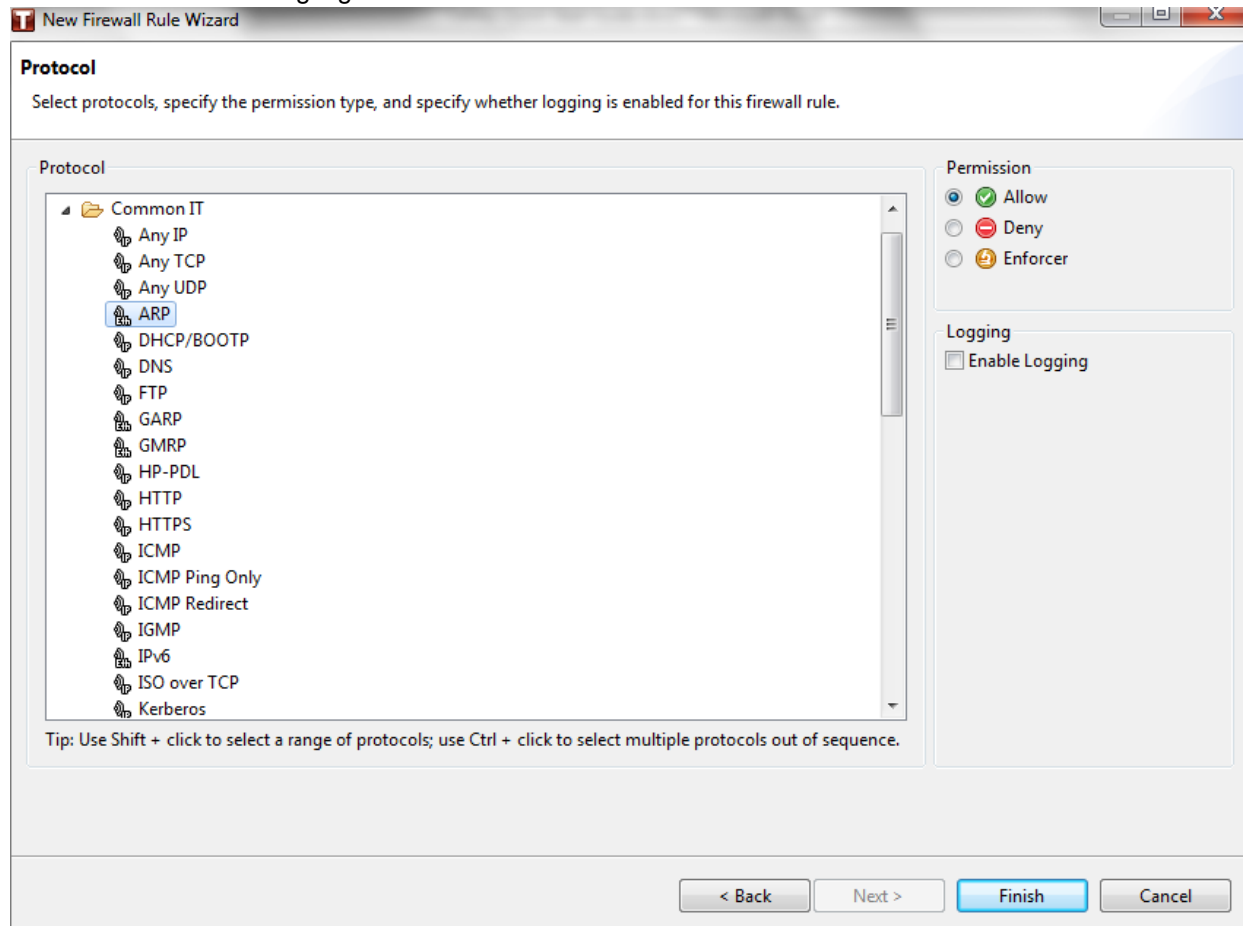 New Firewall Rule Wizard
Protocol
Select protocols, specify the permission type, and specify whether logging is enabled for this firewall rule.
Protocol
Common IT
Any IP
Any TCP
Any UDP
ARP
DHCP/BOOTP
DNS
FTP
GARP
GMRP
HP-PDL
HTTP
HTTPS
ICMP
ICMP Ping Only
ICMP Redirect
IGMP
IPv6
ISO over TCP
Kerberos
Tip: Use Shift + click to select a range of protocols; use Ctrl + click to select multiple protocols out of sequence.
Permission
Allow
Deny
Enforcer
Logging
Enable Logging
< Back
Next >
Finish
Cancel